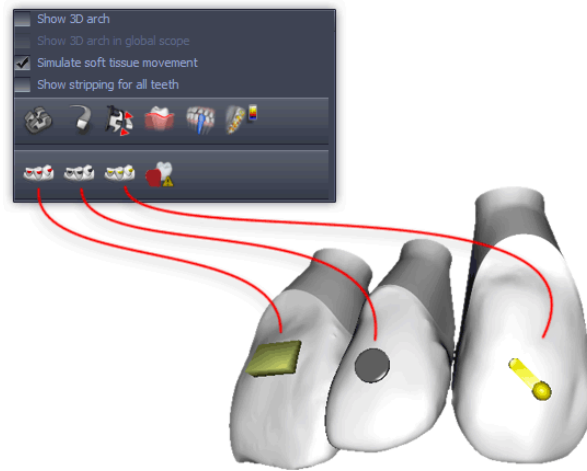 Show 3D arch
Show 3D arch in global scope
Simulate soft tissue movement
Show stripping for all teeth